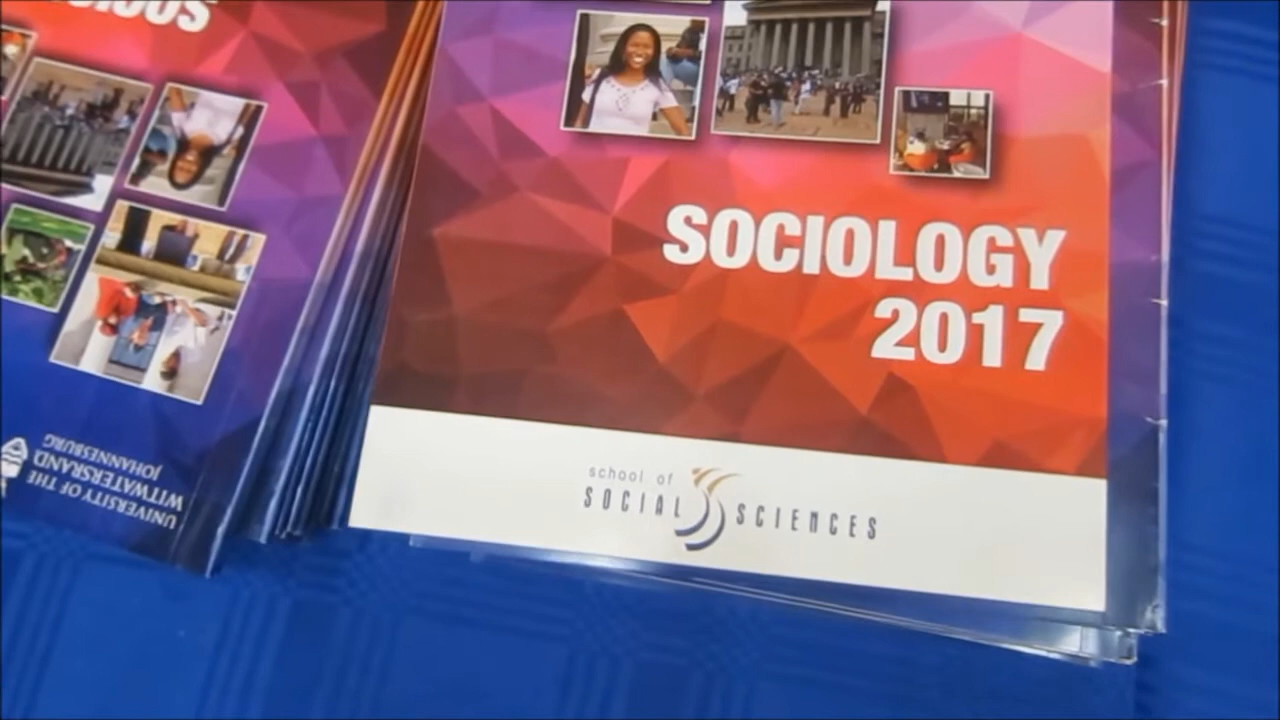 SOCIOLOGY
2017
school of
SOCIAL SCIENCES
UNIVERSITY OF THE
WITWATERSRAND,
JOHANNESBURG